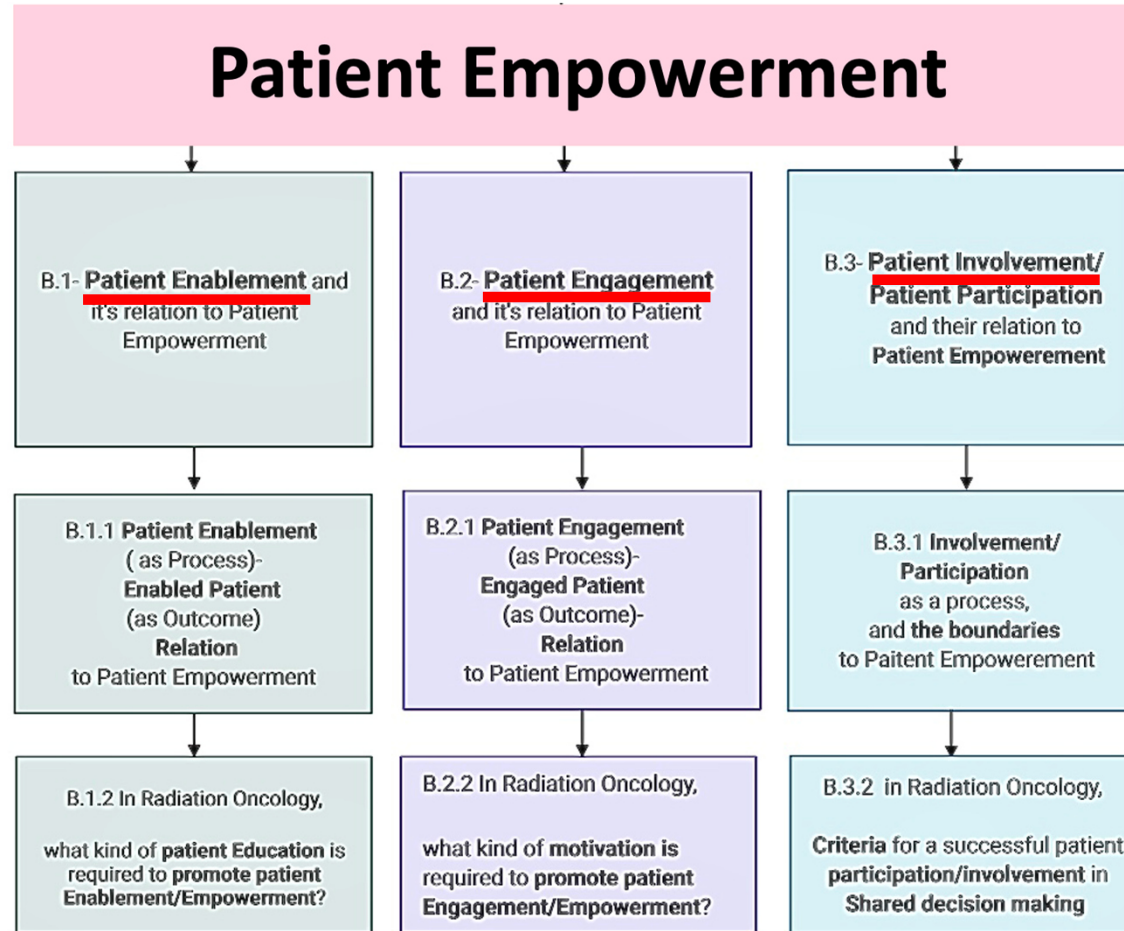 Patient Empowerment
B.1- Patient Enablement and
it's relation to Patient
Empowerment
B.2- Patient Engagement
and it's relation to Patient
Empowerment
B.3- Patient Involvement/
Patient Participation
and their relation to
Patient Empowerement
B.1.1 Patient Enablement
( as Process)-
Enabled Patient
(as Outcome)
Relation
to Patient Empowerment
B.2.1 Patient Engagement
(as Process)-
Engaged Patient
(as Outcome)-
Relation
to Patient Empowerment
B.3.1 Involvement/
Participation
as a process,
and the boundaries
to Paitent Empowerement
B.1.2 In Radiation Oncology,
what kind of patient Education is
required to promote patient
Enablement/Empowerment?
B.2.2 In Radiation Oncology,
what kind of motivation is
required to promote patient
Engagement/Empowerment?
B.3.2 in Radiation Oncology,
Criteria for a successful patient
participation/involvement in
Shared decision making